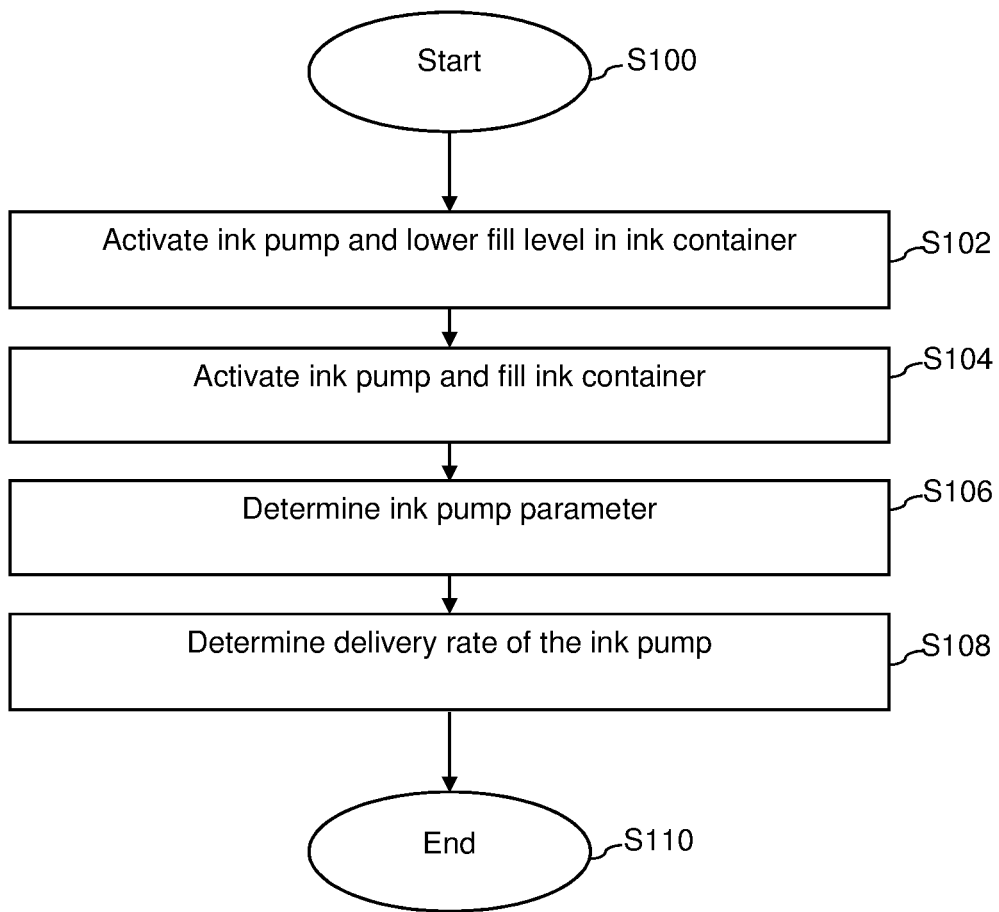 Start
S100
Activate ink pump and lower fill level in ink container
S102
Activate ink pump and fill ink container
S104
Determine ink pump parameter
S106
Determine delivery rate of the ink pump
S108
End
S110